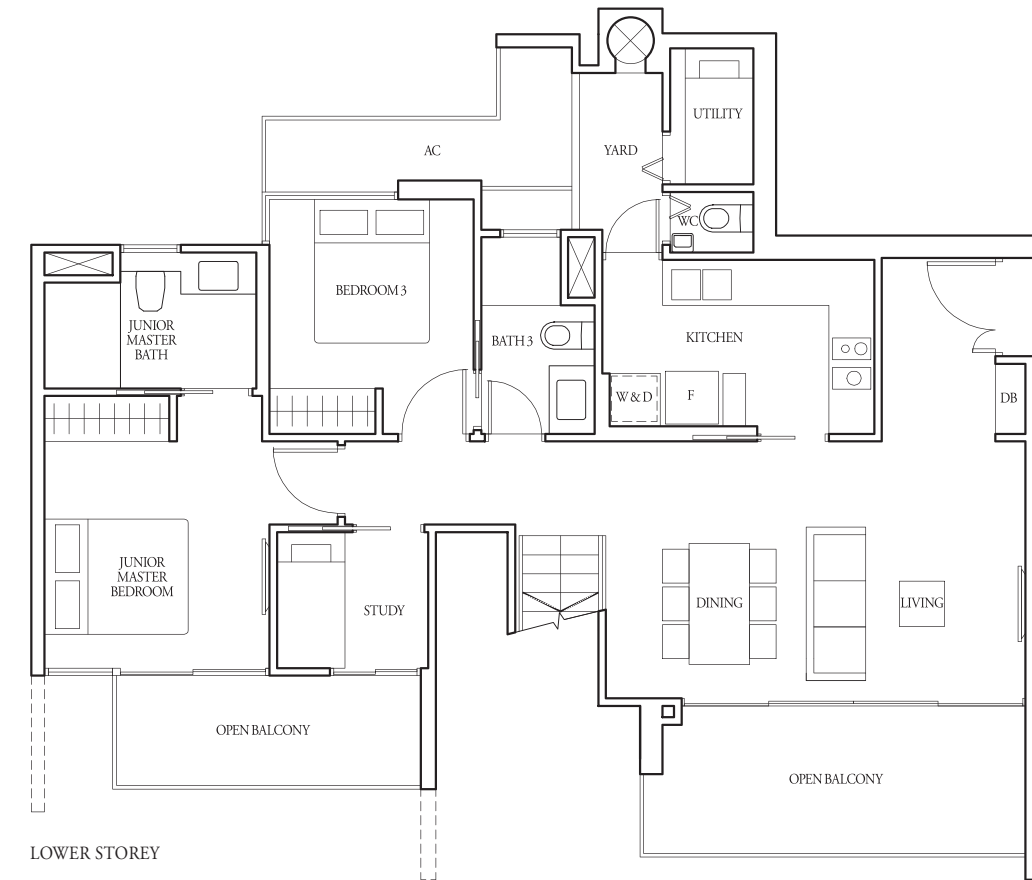 UTILITY
AC
YARD
WC
BEDROOM 3
JUNIOR
MASTER
BATH
BATH 3
KITCHEN
W & D
F
DB
JUNIOR
MASTER
BEDROOM
STUDY
DINING
LIVING
OPEN BALCONY
OPEN BALCONY
LOWER STOREY